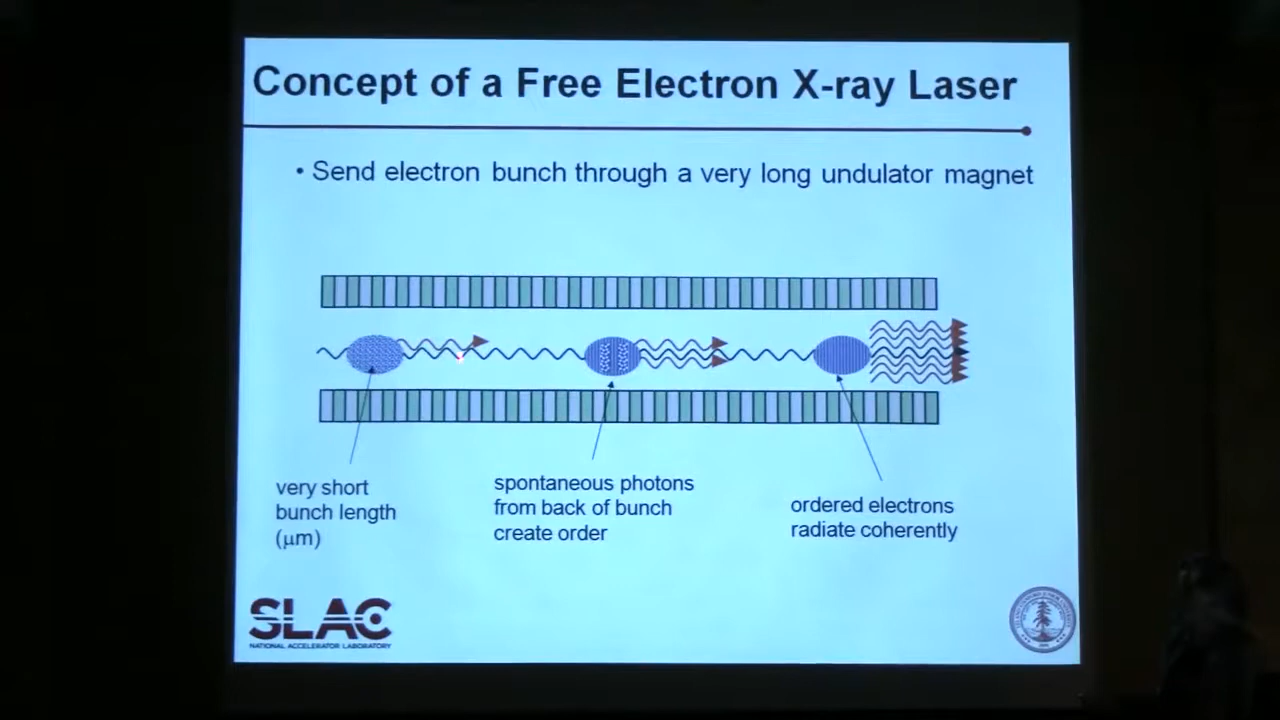 Concept of a Free Electron X-ray Laser
• Send electron bunch through a very long undulator magnet
very short
bunch length
(μm)
spontaneous photons
from back of bunch
create order
ordered electrons
radiate coherently
SLAC
NATIONAL ACCELERATOR LABORATORY